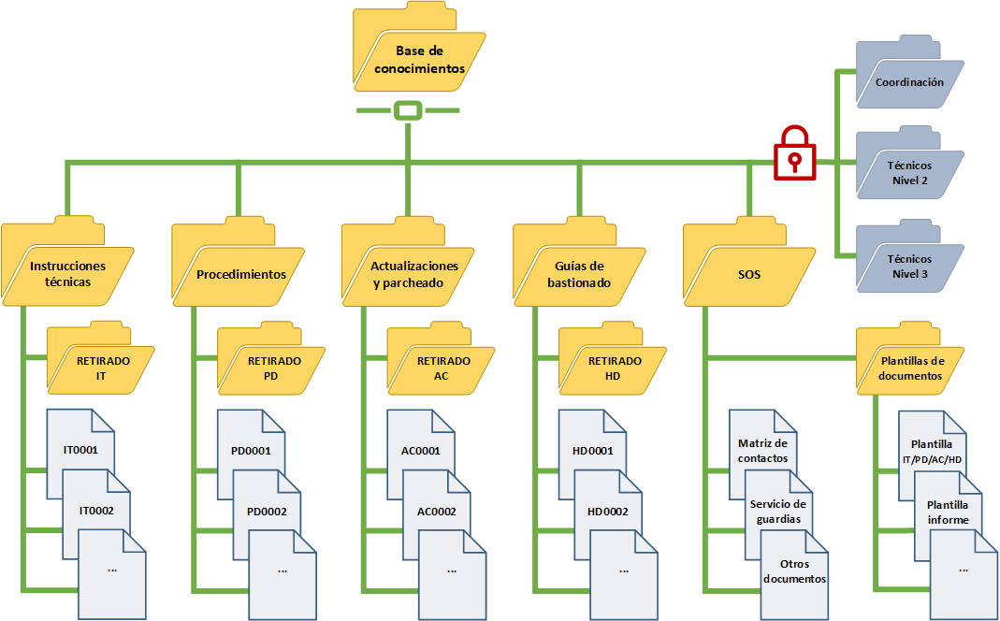 Base de
conocimientos
Coordinación
Técnicos
Nivel 2
Técnicos
Nivel 3
Instrucciones
técnicas
Procedimientos
Actualizaciones
y parcheado
Guías de
bastionado
SOS
RETIRADO
IT
RETIRADO
PD
RETIRADO
AC
RETIRADO
HD
Plantillas de
documentos
IT0001
IT0002
...
PD0001
PD0002
...
AC0001
AC0002
...
HD0001
HD0002
...
Matriz de
contactos
Servicio de
guardias
Otros
documentos
Plantilla
IT/PD/AC/HD
Plantilla
informe
...